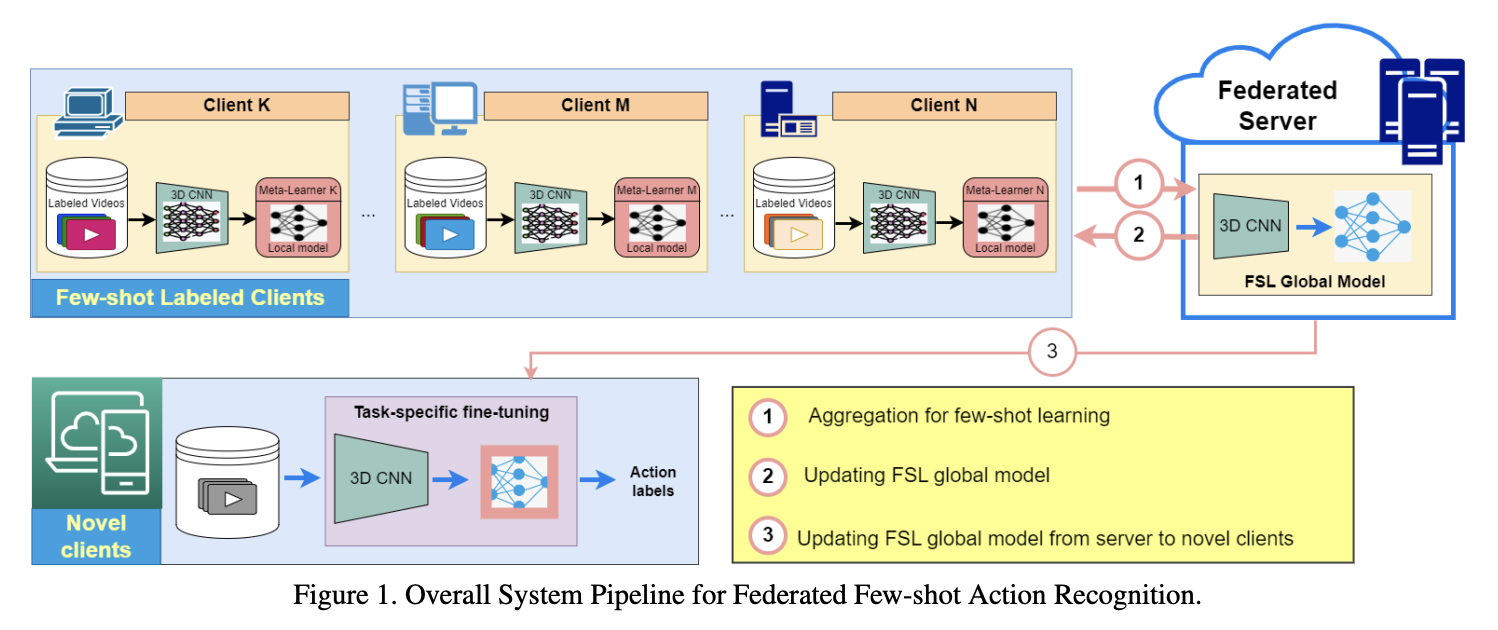 Client K
Labeled Videos
3D CNN
Meta-Learner K
Local model
...
Client M
Labeled Videos
3D CNN
Meta-Learner M
Local model
...
Client N
Labeled Videos
3D CNN
Meta-Learner N
Local model
Few-shot Labeled Clients
1
2
Federated
Server
3D CNN
FSL Global Model
3
Novel
clients
Task-specific fine-tuning
3D CNN
Action
labels
1 Aggregation for few-shot learning
2 Updating FSL global model
3 Updating FSL global model from server to novel clients
Figure 1. Overall System Pipeline for Federated Few-shot Action Recognition.